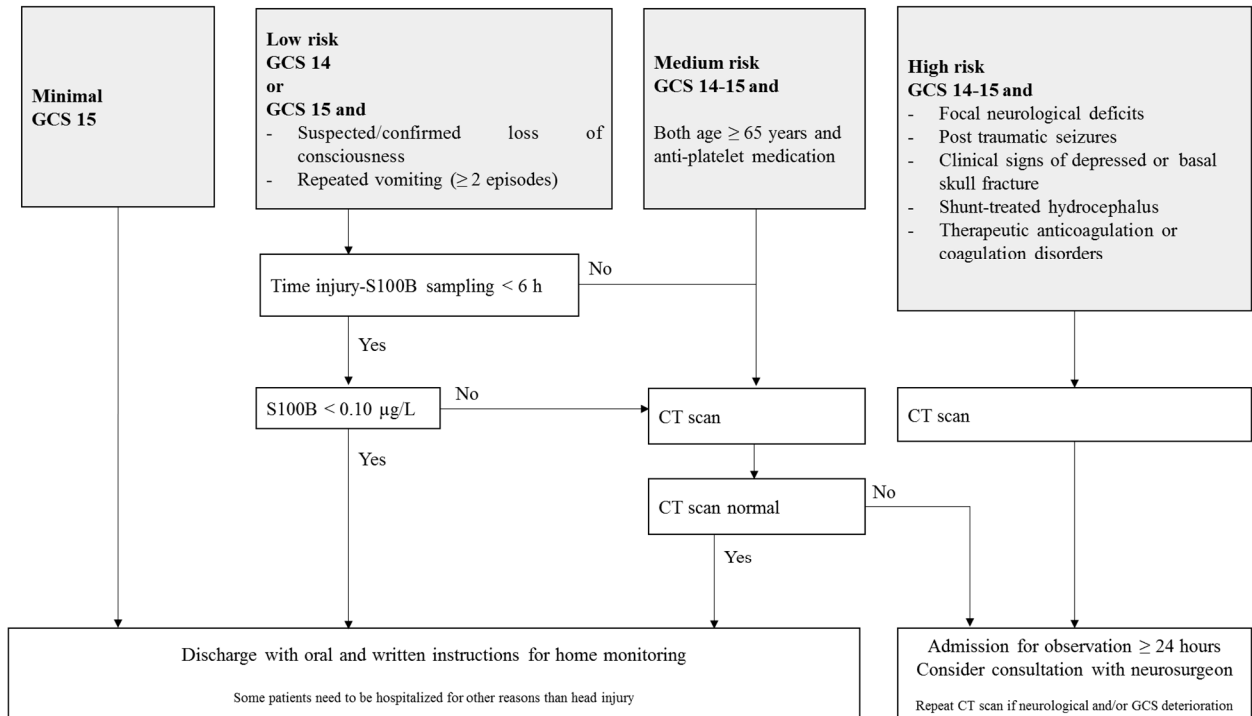 Minimal
GCS 15
Low risk
GCS 14
or
GCS 15 and
- Suspected/confirmed loss of
consciousness
- Repeated vomiting (≥ 2 episodes)
Medium risk
GCS 14-15 and
Both age ≥ 65 years and
anti-platelet medication
High risk
GCS 14-15 and
- Focal neurological deficits
- Post traumatic seizures
- Clinical signs of depressed or basal
skull fracture
- Shunt-treated hydrocephalus
- Therapeutic anticoagulation or
coagulation disorders
Time injury-S100B sampling < 6 h
No
Yes
S100B < 0.10 µg/L
No
Yes
CT scan
CT scan
CT scan normal
No
Yes
Discharge with oral and written instructions for home monitoring
Some patients need to be hospitalized for other reasons than head injury
Admission for observation ≥ 24 hours
Consider consultation with neurosurgeon
Repeat CT scan if neurological and/or GCS deterioration